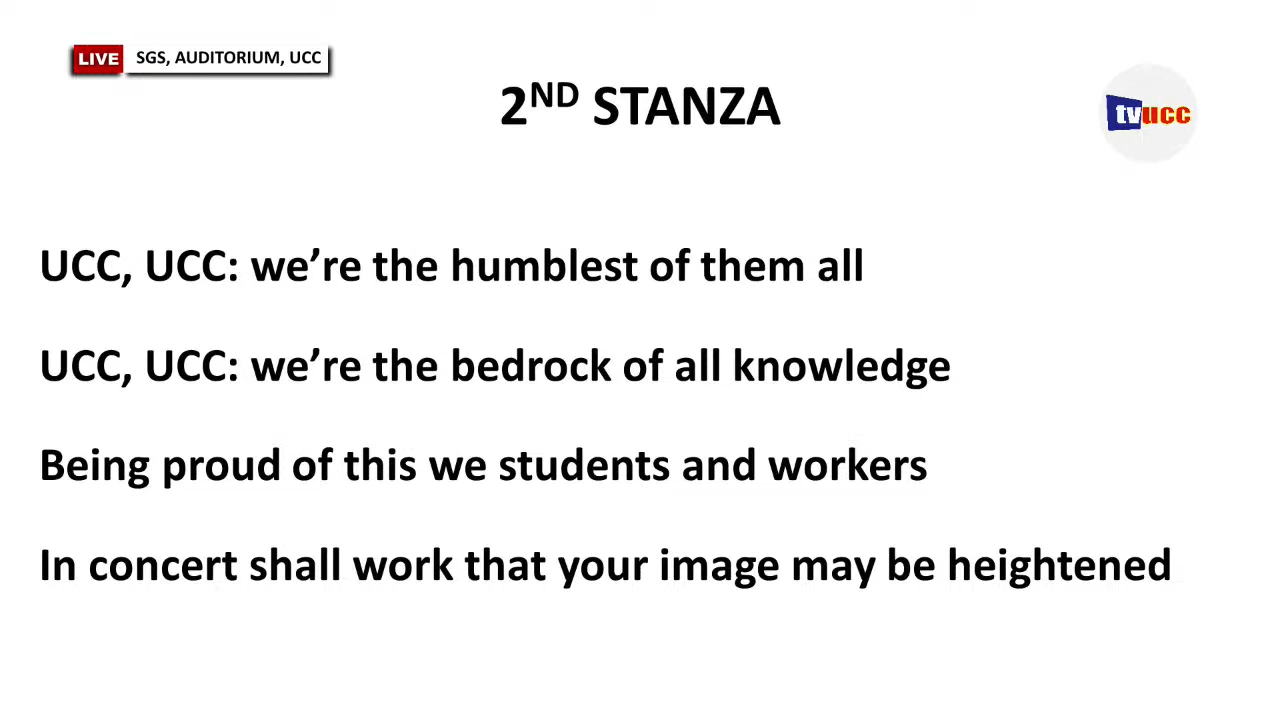 LIVE SGS, AUDITORIUM, UCC
2ND STANZA
tvucc
UCC, UCC: we’re the humblest of them all
UCC, UCC: we’re the bedrock of all knowledge
Being proud of this we students and workers
In concert shall work that your image may be heightened